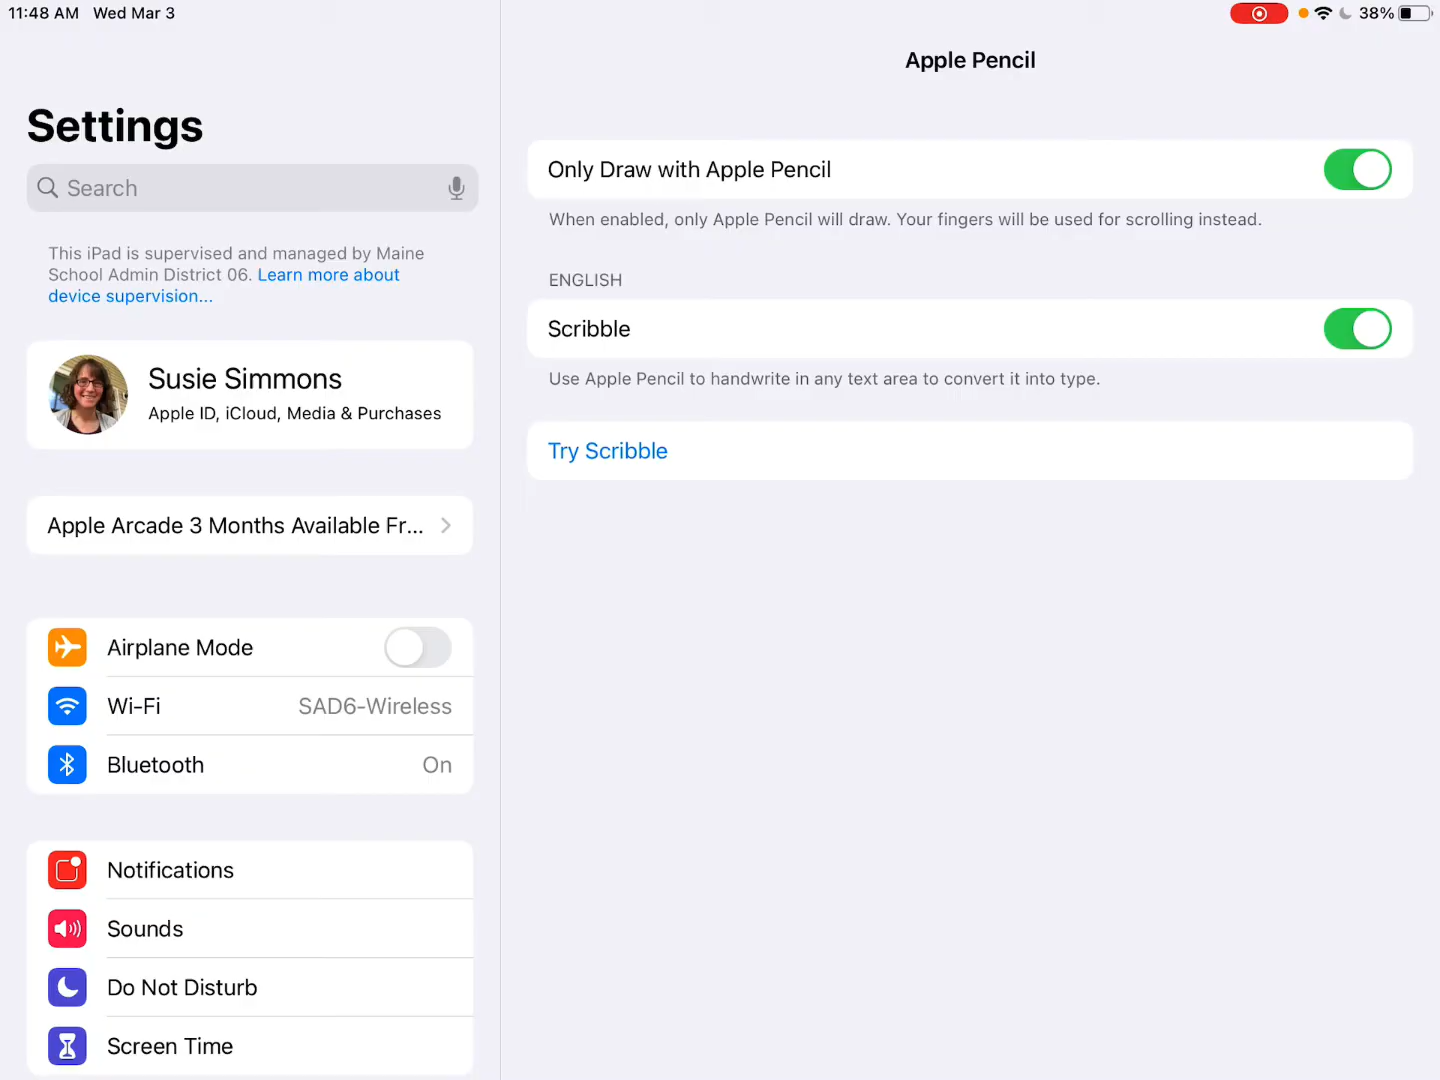 11:48 AM Wed Mar 3
38%
Apple Pencil
Settings
Search
This iPad is supervised and managed by Maine
School Admin District 06. Learn more about
device supervision...
Susie Simmons
Apple ID, iCloud, Media & Purchases
Apple Arcade 3 Months Available Fr...
Airplane Mode
Wi-Fi SAD6-Wireless
Bluetooth On
Notifications
Sounds
Do Not Disturb
Screen Time
Only Draw with Apple Pencil
When enabled, only Apple Pencil will draw. Your fingers will be used for scrolling instead.
ENGLISH
Scribble
Use Apple Pencil to handwrite in any text area to convert it into type.
Try Scribble